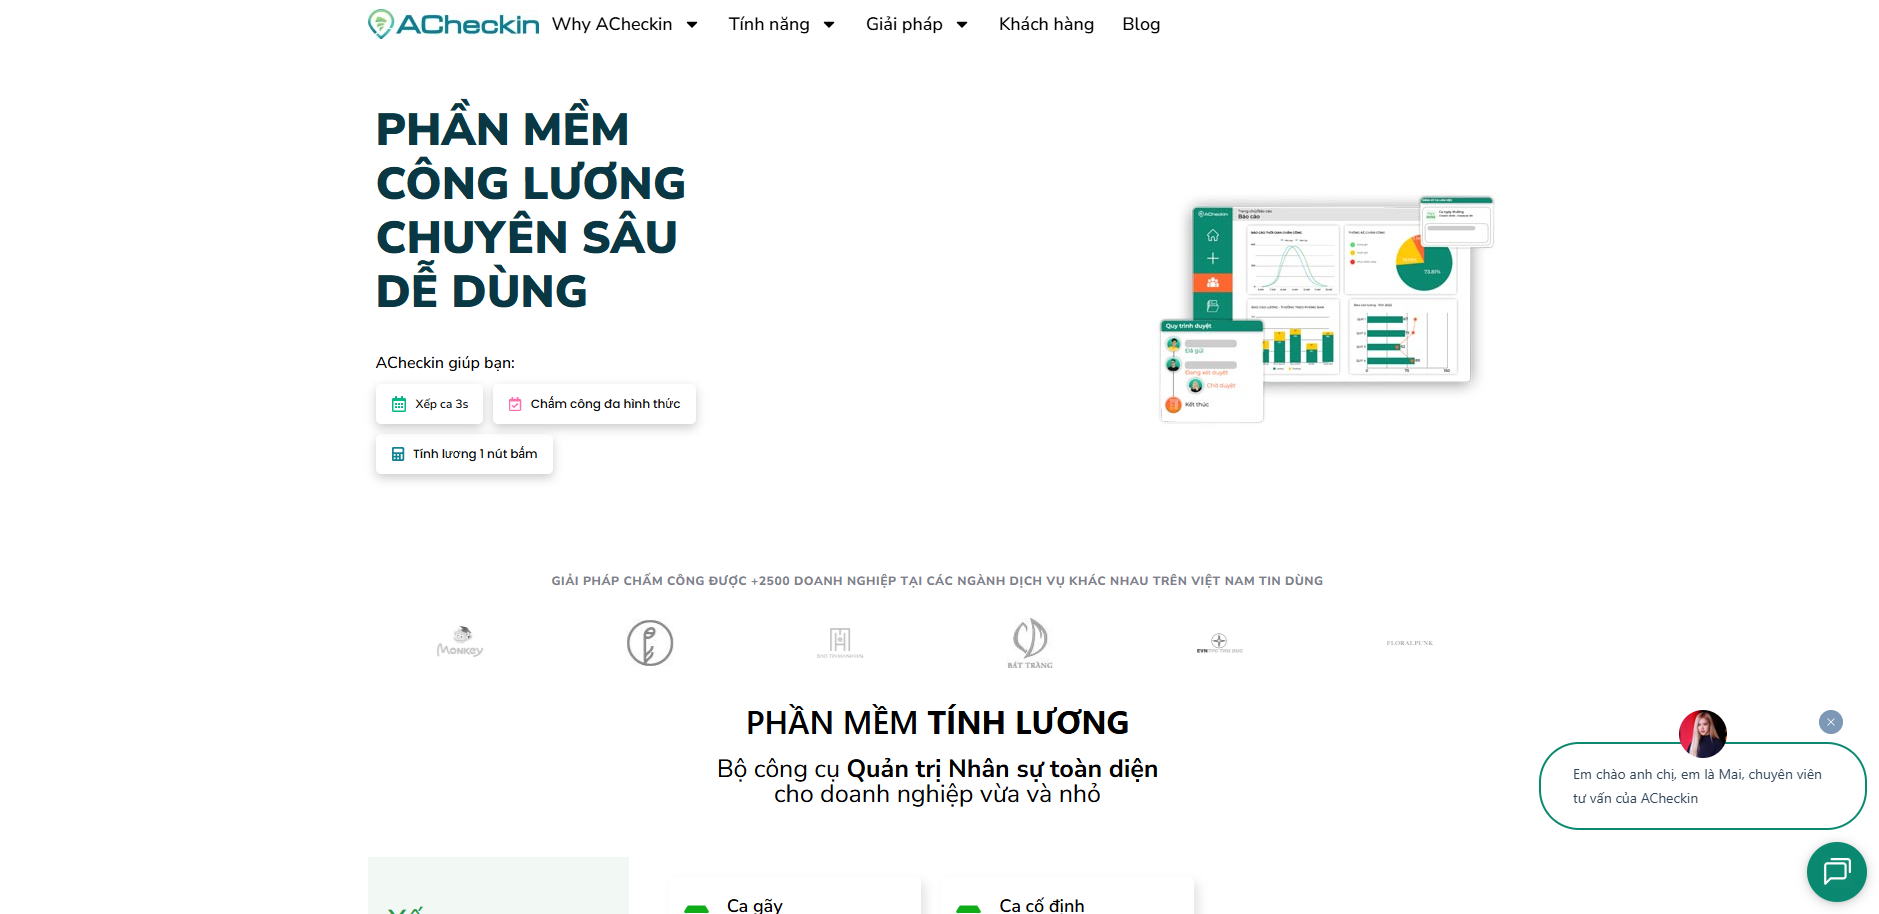 ACheckin
Why ACheckin
Tính năng
Giải pháp
Khách hàng
Blog
PHẦN MỀM
CÔNG LƯƠNG
CHUYÊN SÂU
DỄ DÙNG
ACheckin giúp bạn:
Xếp ca 3s
Chấm công đa hình thức
Tính lương 1 nút bấm
ACheckin
Báo cáo
73.81%
Quy trình duyệt
Đã gửi
Đang xét duyệt
Chờ duyệt
Kết thúc
GIẢI PHÁP CHẤM CÔNG ĐƯỢC +2500 DOANH NGHIỆP TẠI CÁC NGÀNH DỊCH VỤ KHÁC NHAU TRÊN VIỆT NAM TIN DÙNG
MONKEY
BÁT TRÀNG
FLORALPUNK
PHẦN MỀM TÍNH LƯƠNG
Bộ công cụ Quản trị Nhân sự toàn diện
cho doanh nghiệp vừa và nhỏ
Em chào anh chị, em là Mai, chuyên viên
tư vấn của ACheckin
Ca gãy
Ca cố định